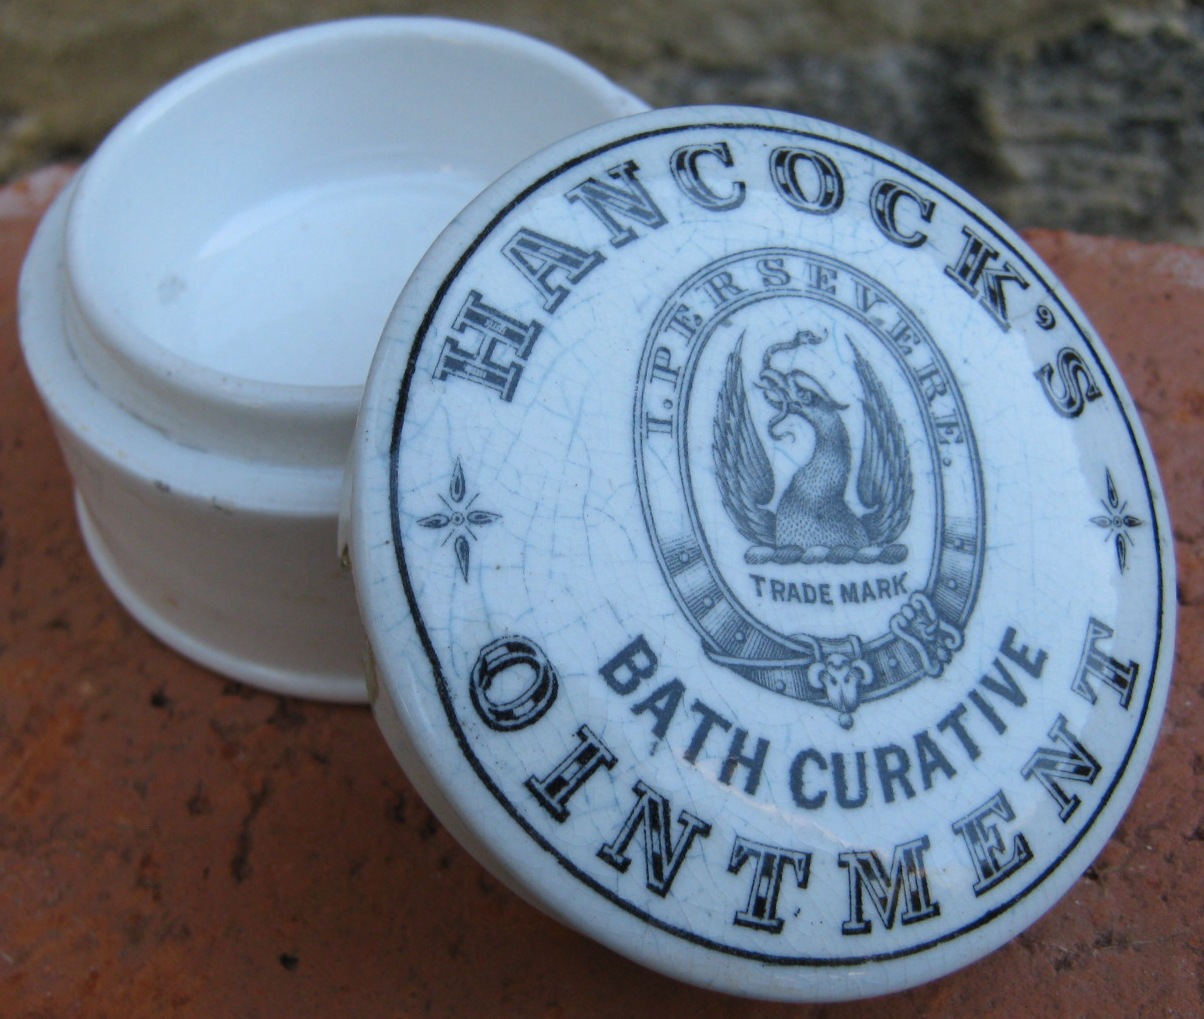 HANCOCK'S
I. PERSEVERE.
TRADE MARK
BATH CURATIVE
OINTMENT